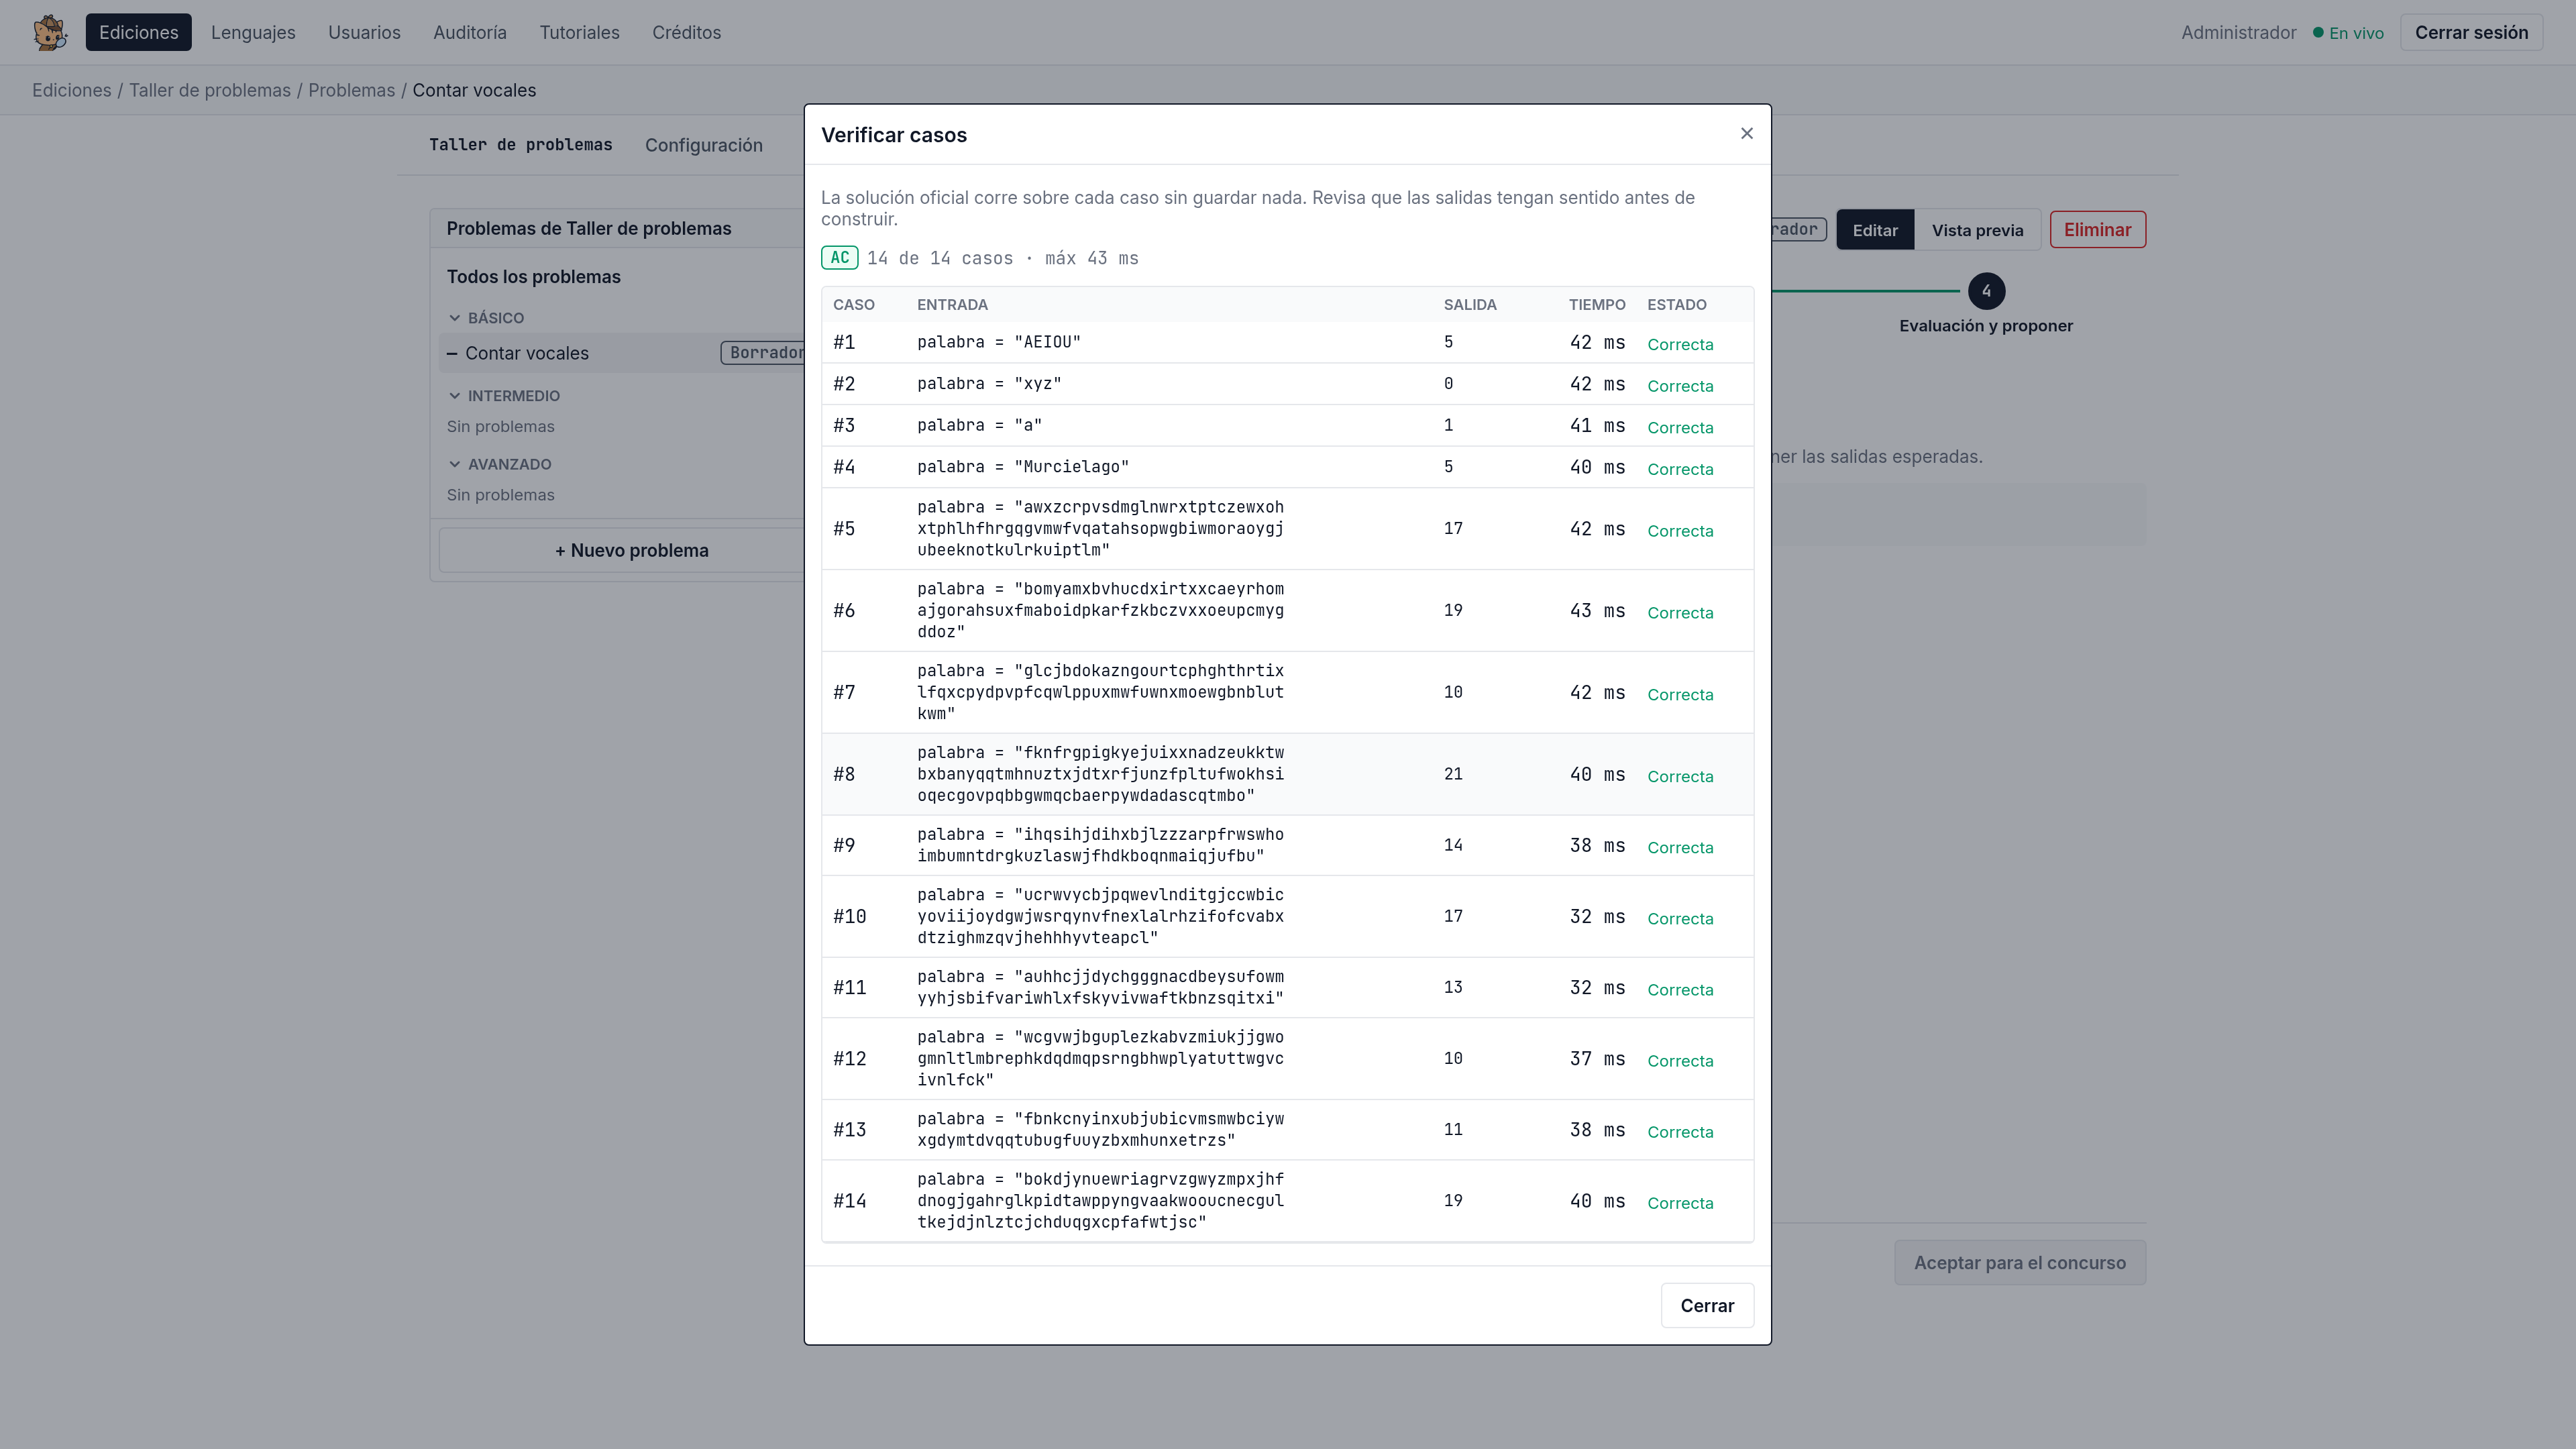 Ediciones Lenguajes Usuarios Auditoría Tutoriales Créditos Administrador En vivo Cerrar sesión
Ediciones / Taller de problemas / Problemas / Contar vocales
Taller de problemas Configuración
Problemas de Taller de problemas
Todos los problemas
BÁSICO
Contar vocales Borrador
INTERMEDIO
Sin problemas
AVANZADO
Sin problemas
+ Nuevo problema
Verificar casos
La solución oficial corre sobre cada caso sin guardar nada. Revisa que las salidas tengan sentido antes de
construir.
AC 14 de 14 casos · máx 43 ms
CASO ENTRADA SALIDA TIEMPO ESTADO
#1 palabra = "AEIOU" 5 42 ms Correcta
#2 palabra = "xyz" 0 42 ms Correcta
#3 palabra = "a" 1 41 ms Correcta
#4 palabra = "Murcielago" 5 40 ms Correcta
#5 palabra = "awxzcrpvsdmglnwrxtptczewxoh
xtphlhfhrgqgvmwfvqatahsopwgbiwmoraoygj
ubeeknotkulrkuiptlm" 17 42 ms Correcta
#6 palabra = "bomyamxbvhucdxirtxxcaeyrhom
ajgorahsuxfmaboidpkarfzkbczvxxoeupcmyg
ddoz" 19 43 ms Correcta
#7 palabra = "glcjbdokazngourtcphghthrtix
lfqxcpydpvpfcqwlppuxmwfuwnxmoewgbnblut
kwm" 10 42 ms Correcta
#8 palabra = "fknfrgpigkyejuixxnadzeukktw
bxbanyqqtmhnuztxjdtxrfjunzfpltufwokhsi
oqecgovpqbbgwmqcbaerpywdadascqtmbo" 21 40 ms Correcta
#9 palabra = "ihqsihjdihxbjlzzzarpfrwswho
imbumntdrgkuzlaswjfhdkboqnmaiqjufbu" 14 38 ms Correcta
#10 palabra = "ucrwvycbjpqwevlnditgjccwbic
yoviijoydgwjwsrqynvfnexlalrhzifofcvabx
dtzighmzqvjhehhhyvteapcl" 17 32 ms Correcta
#11 palabra = "auhhcjjdychgggnacdbeysufowm
yyhjsbifvariwhlxfskyvivwaftkbnzsqitxi" 13 32 ms Correcta
#12 palabra = "wcgvwjbguplezkabvzmiukjjgwo
gmnltlmbrephkdqdmqpsrngbhwplyatuttwgvc
ivnlfck" 10 37 ms Correcta
#13 palabra = "fbnkcnyinxubjubicvmsmwbciyw
xgdymtdvqqtubugfuuyzbxmhunxetrzs" 11 38 ms Correcta
#14 palabra = "bokdjynuewriagrvzgwyzmpxjhf
dnogjgahrglkpidtawppyngvaakwooucnecgul
tkejdjnlztcjchduqgxcpfafwtjsc" 19 40 ms Correcta
Cerrar
rador Editar Vista previa Eliminar
4
Evaluación y proponer
ner las salidas esperadas.
Aceptar para el concurso